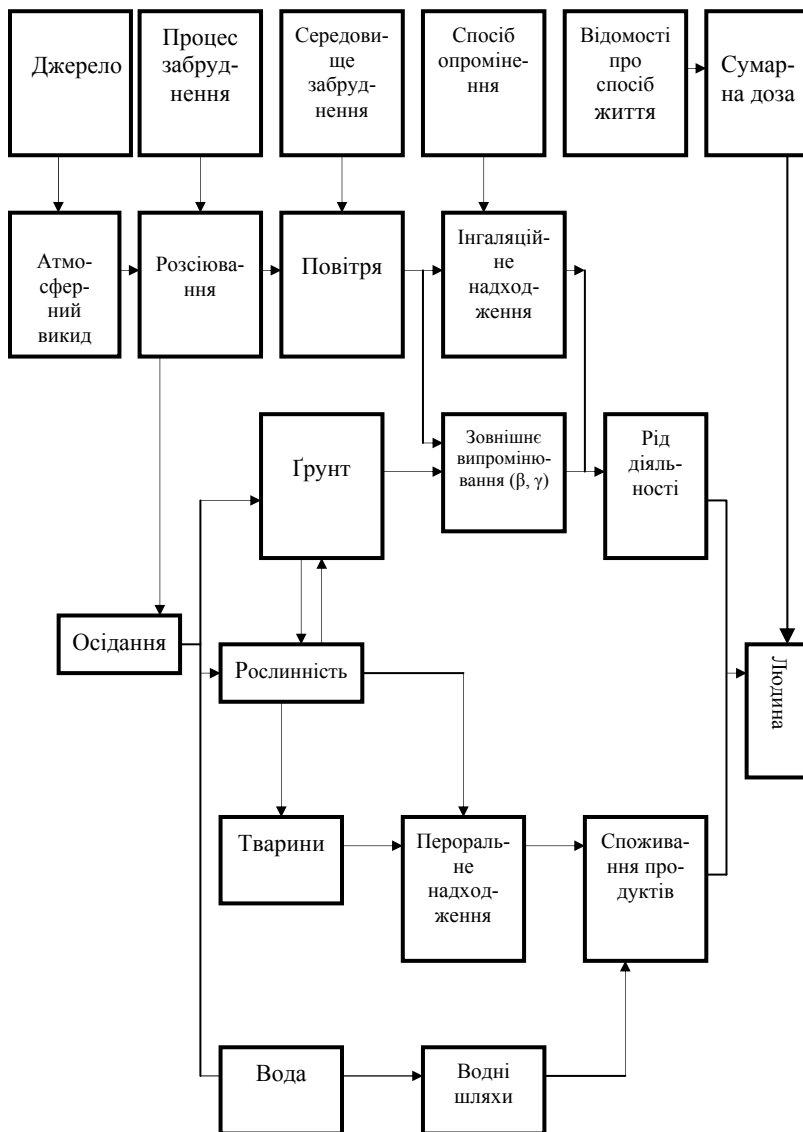 Джерело
Процес
забруд-
нення
Середови-
ще
забруд-
нення
Спосіб
опроміне-
ння
Відомості
про
спосіб
життя
Сумар-
на доза
Атмо-
сфер-
ний
викид
Розсіюва-
ння
Повітря
Інгаляцій-
не
надход-
ження
Ґрунт
Зовнішнє
випроміню-
вання (β, γ)
Рід
діяль-
ності
Осідання
Рослинність
Людина
Тварини
Перораль-
не
надход-
ження
Спожива-
ння про-
дуктів
Вода
Водні
шляхи